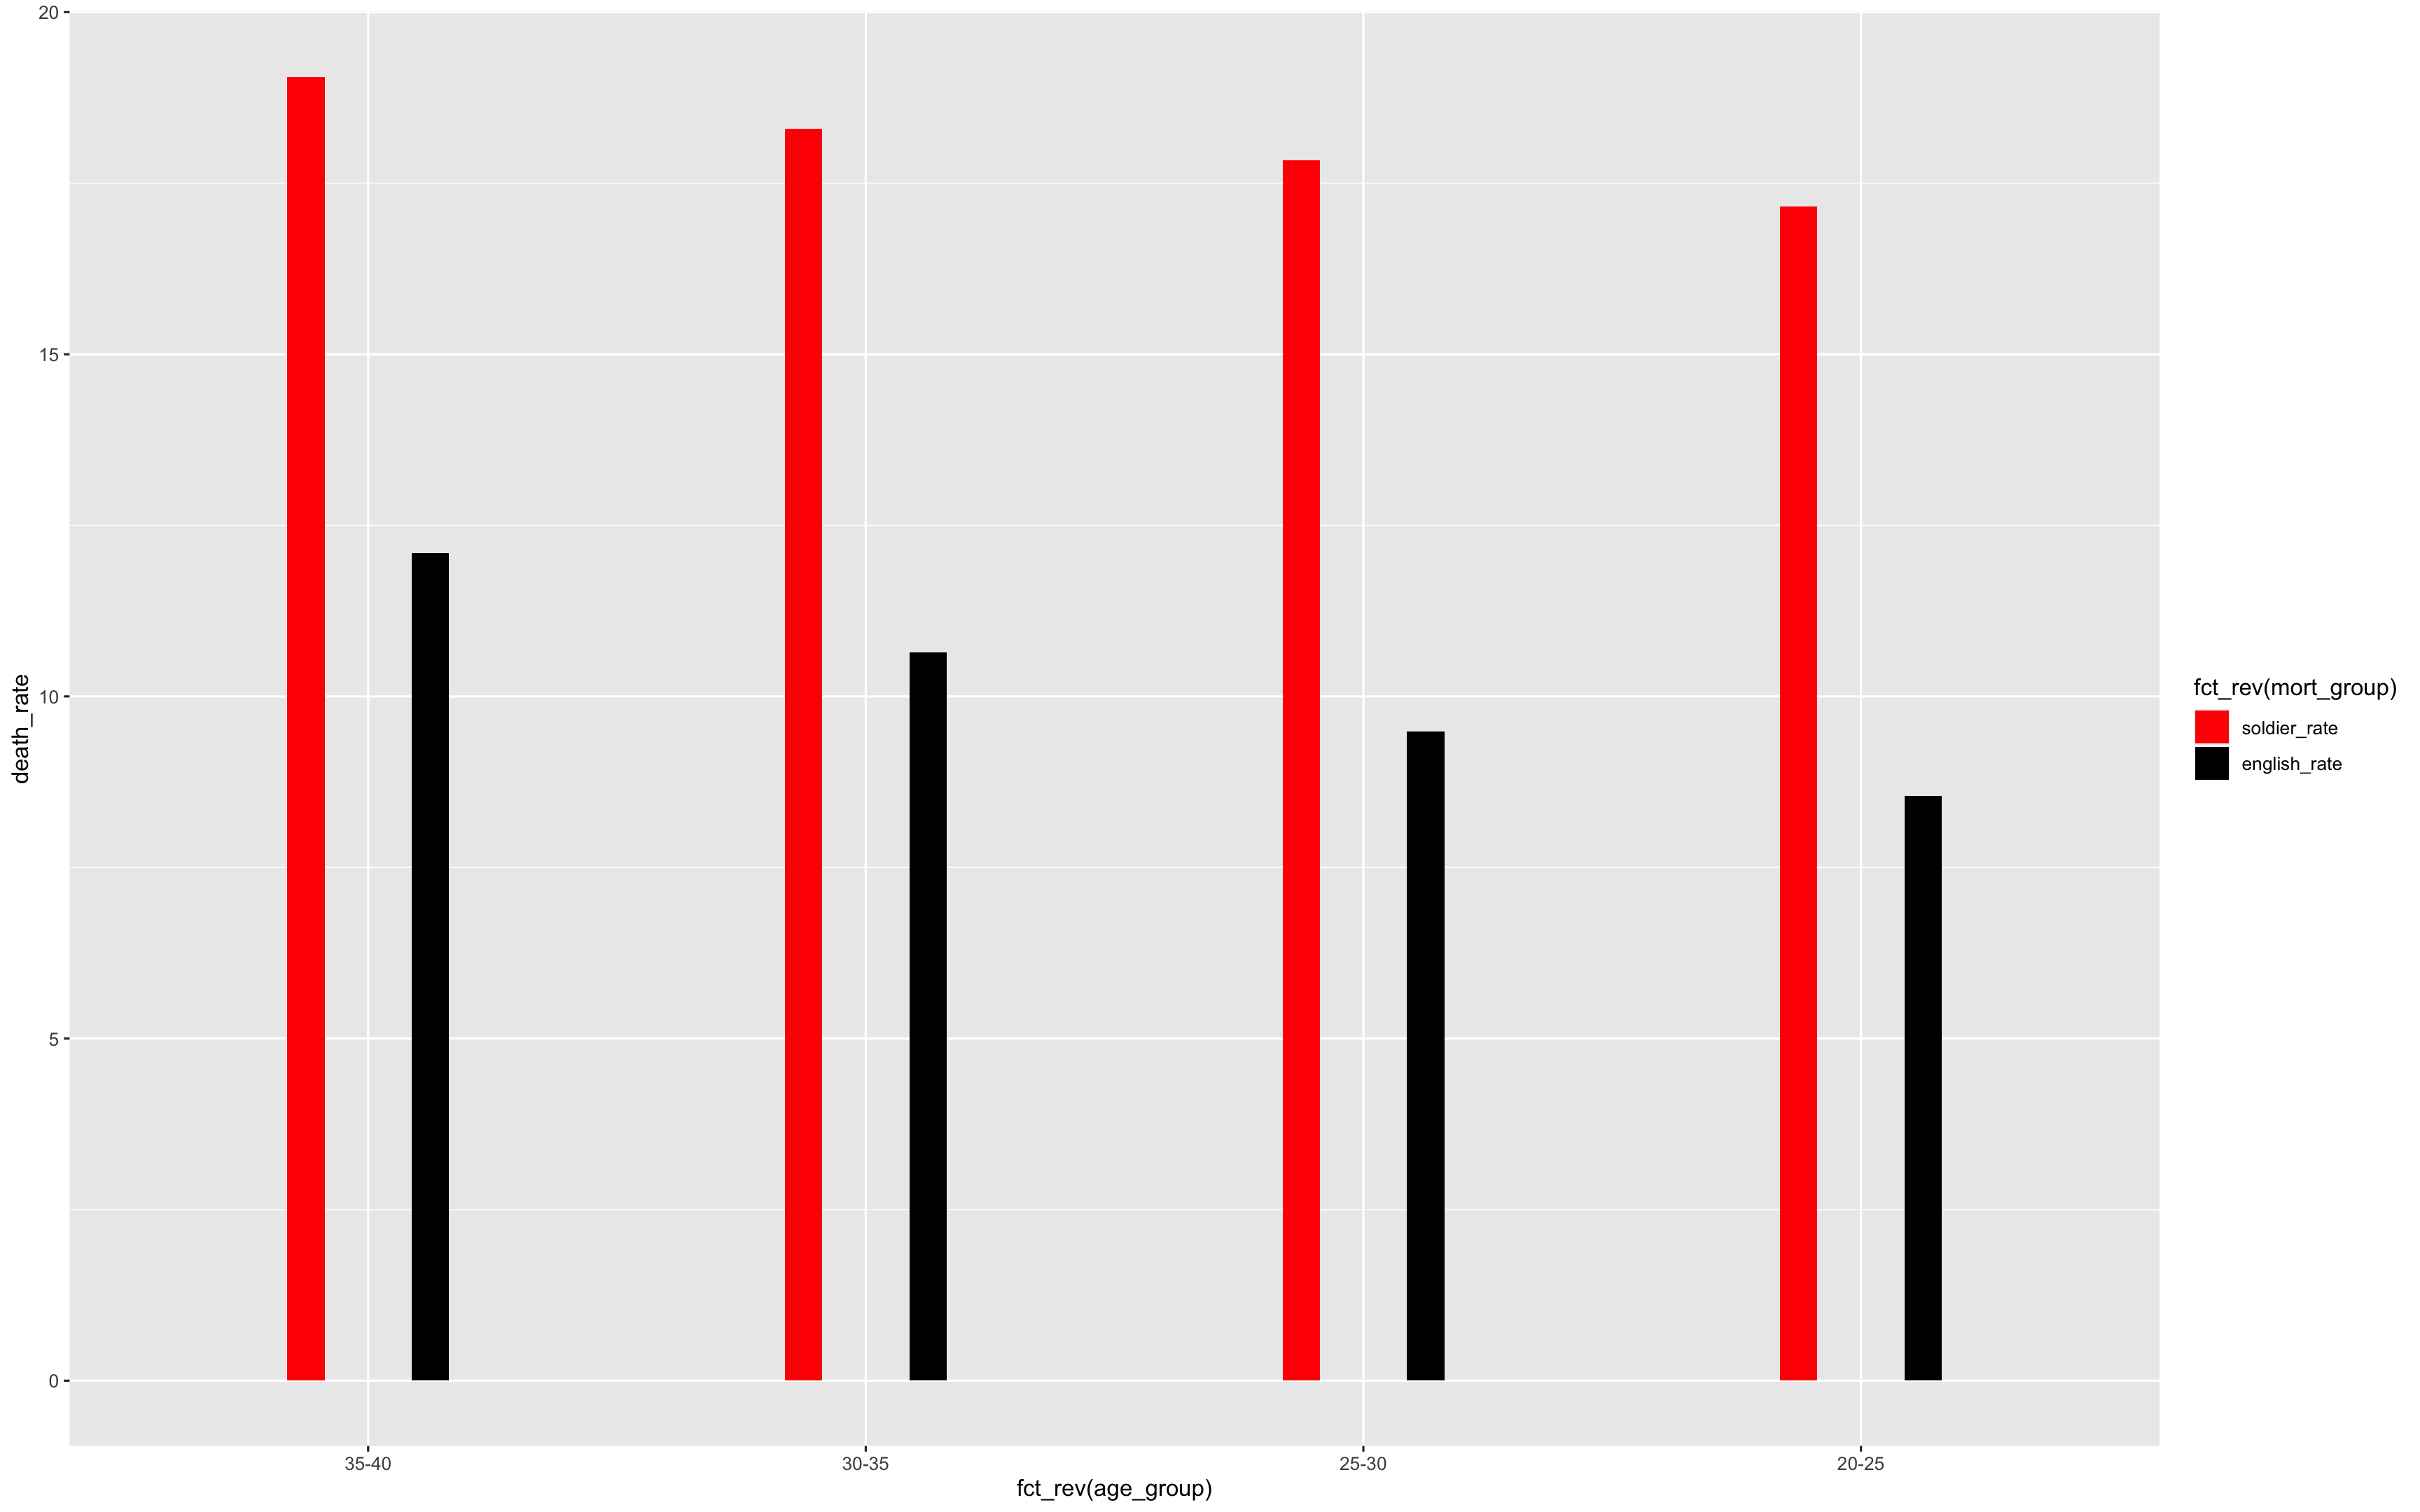 20
15
10
5
0
death_rate
35-40
30-35
25-30
20-25
fct_rev(age_group)
fct_rev(mort_group)
soldier_rate
english_rate